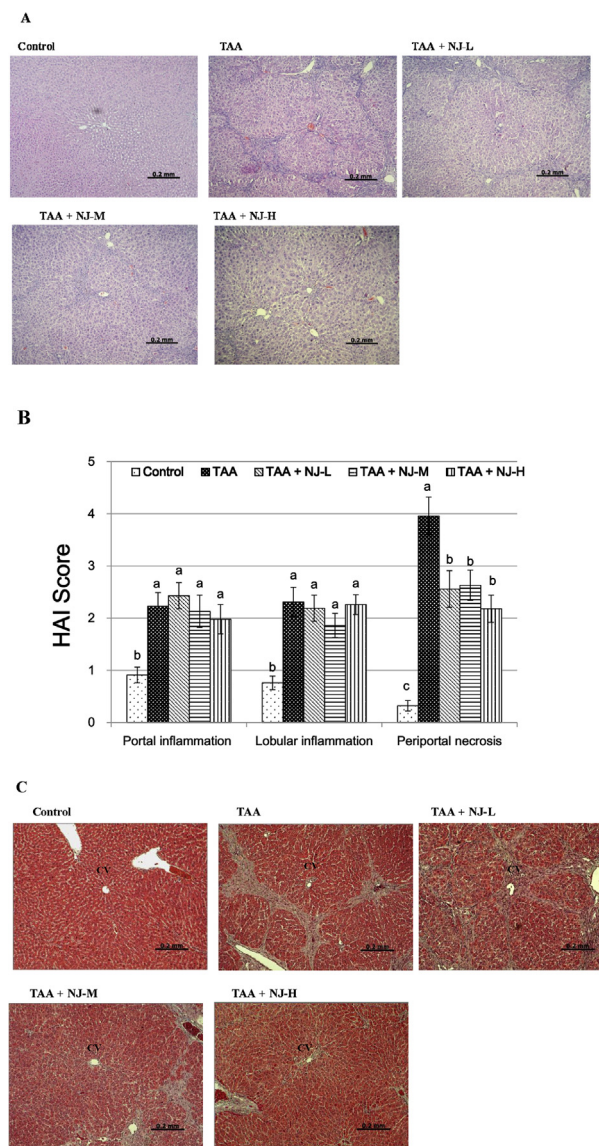 A
Control TAA TAA + NJ-L
0.2 mm 0.2 mm 0.2 mm
TAA + NJ-M TAA + NJ-H
0.2 mm 0.2 mm
B
5
Control TAA TAA + NJ-L TAA + NJ-M TAA + NJ-H
4
3
2
1
0
HAI Score
b a a a a
b a a a a
c a b b b
Portal inflammation Lobular inflammation Periportal necrosis
C
Control TAA TAA + NJ-L
CV CV CV
0.2 mm 0.2 mm 0.2 mm
TAA + NJ-M TAA + NJ-H
CV CV
0.2 mm 0.2 mm